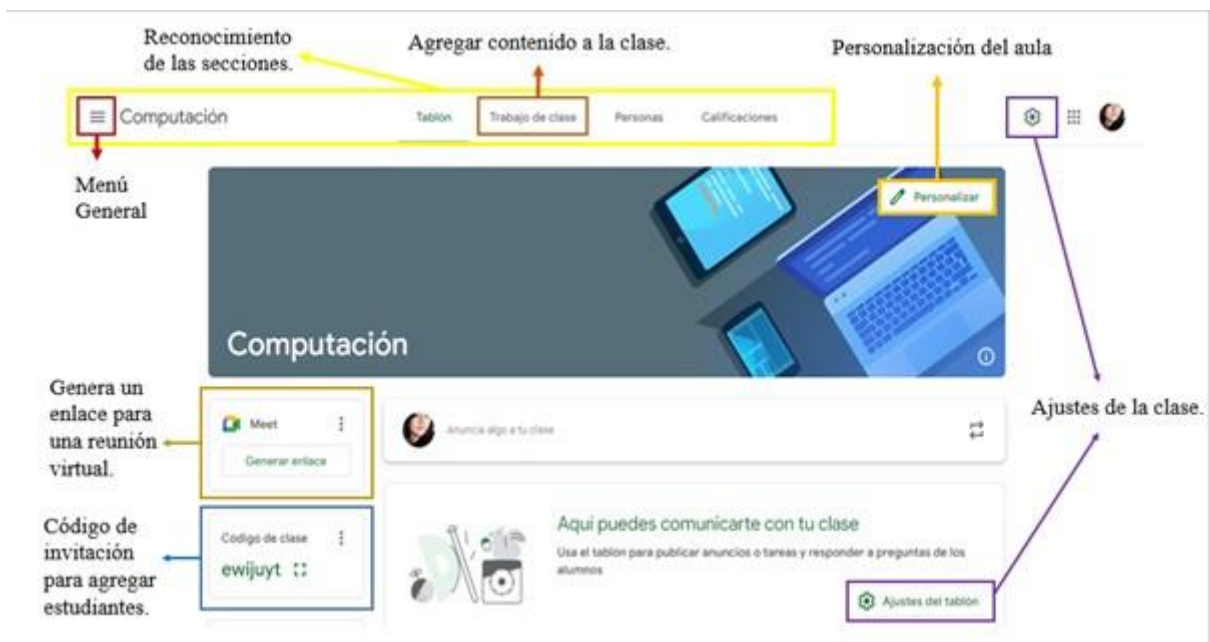 Reconocimiento
de las secciones.
Agregar contenido a la clase.
Personalización del aula
Computación
Tablón
Trabajo de clase
Personas
Calificaciones
Menú
General
Personalizar
Computación
Genera un
enlace para
una reunión
virtual.
Meet
Generar enlace
Anuncia algo a tu clase
Ajustes de la clase.
Código de
invitación
para agregar
estudiantes.
Código de clase
ewijuyt
Aquí puedes comunicarte con tu clase
Usa el tablón para publicar anuncios o tareas y responder a preguntas de los
alumnos
Ajustes del tablón